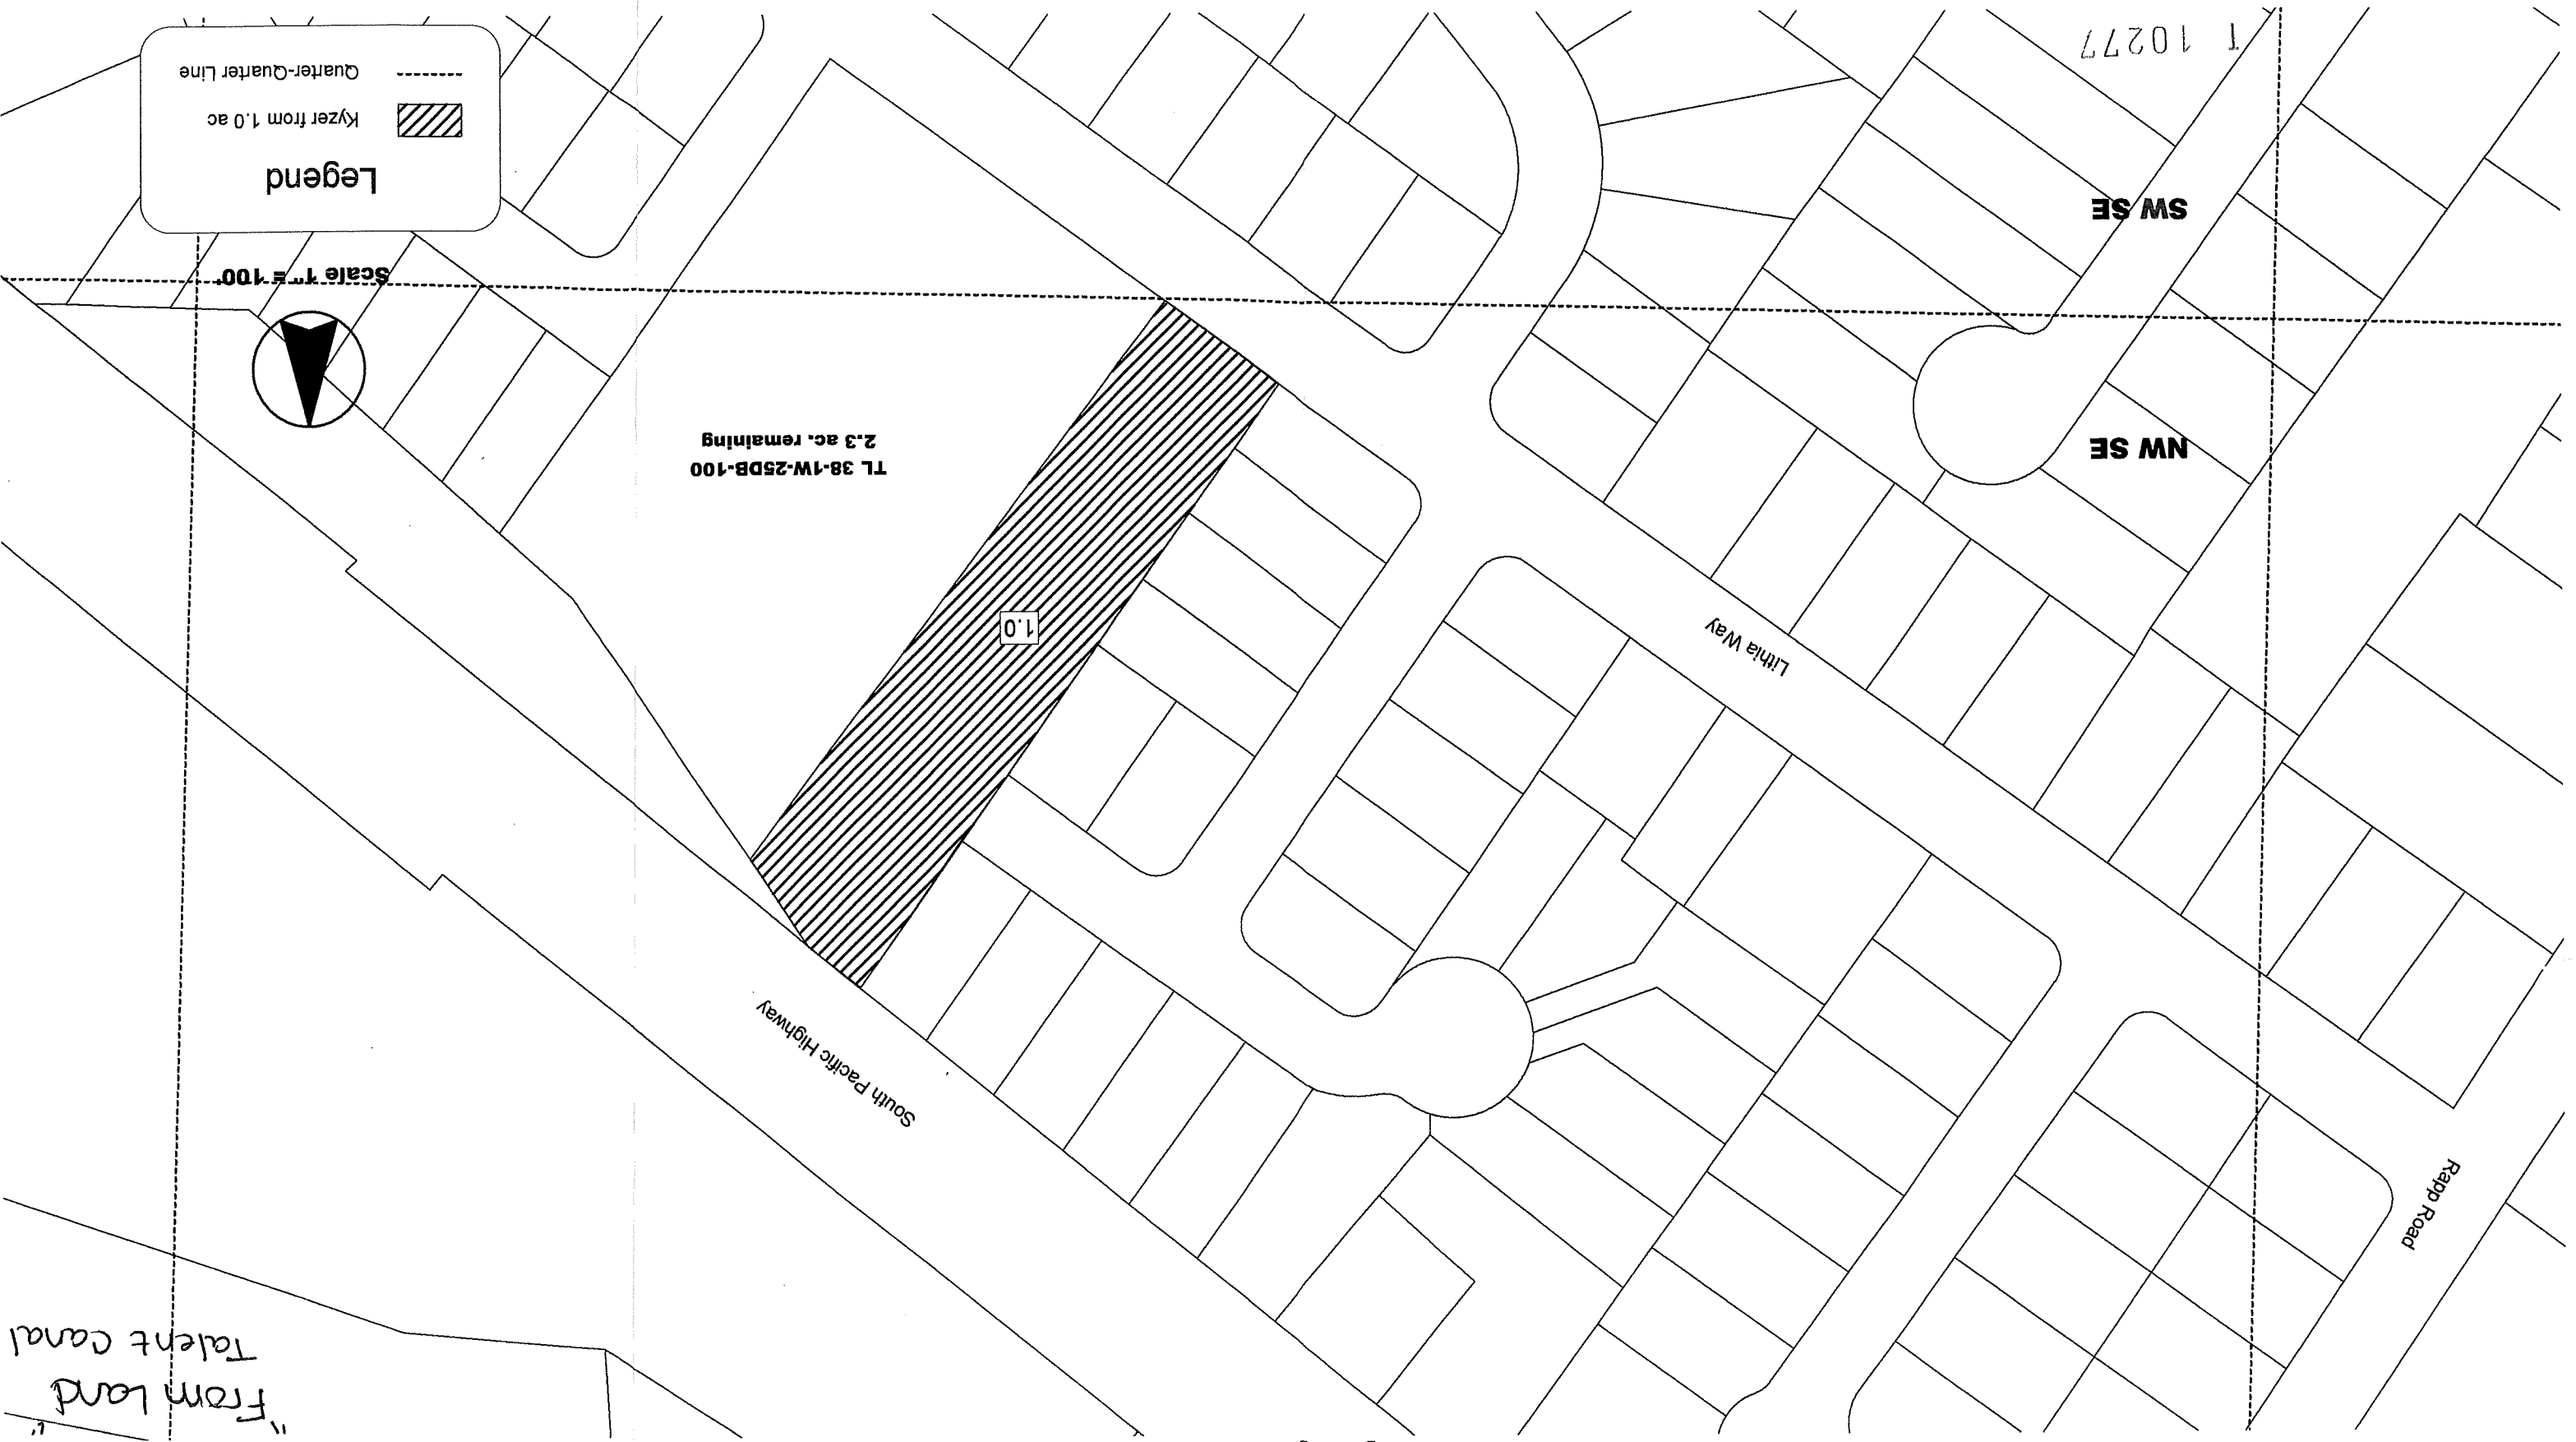 "From Land"
Talent Canal
Rapp Road
South Pacific Highway
Lithia Way
1.0
TL 38-1W-25DB-100
2.3 ac. remaining
NW SE
SW SE
Scale 1" = 100'
Legend
Kyzer from 1.0 ac
Quarter-Quarter Line
T 10277